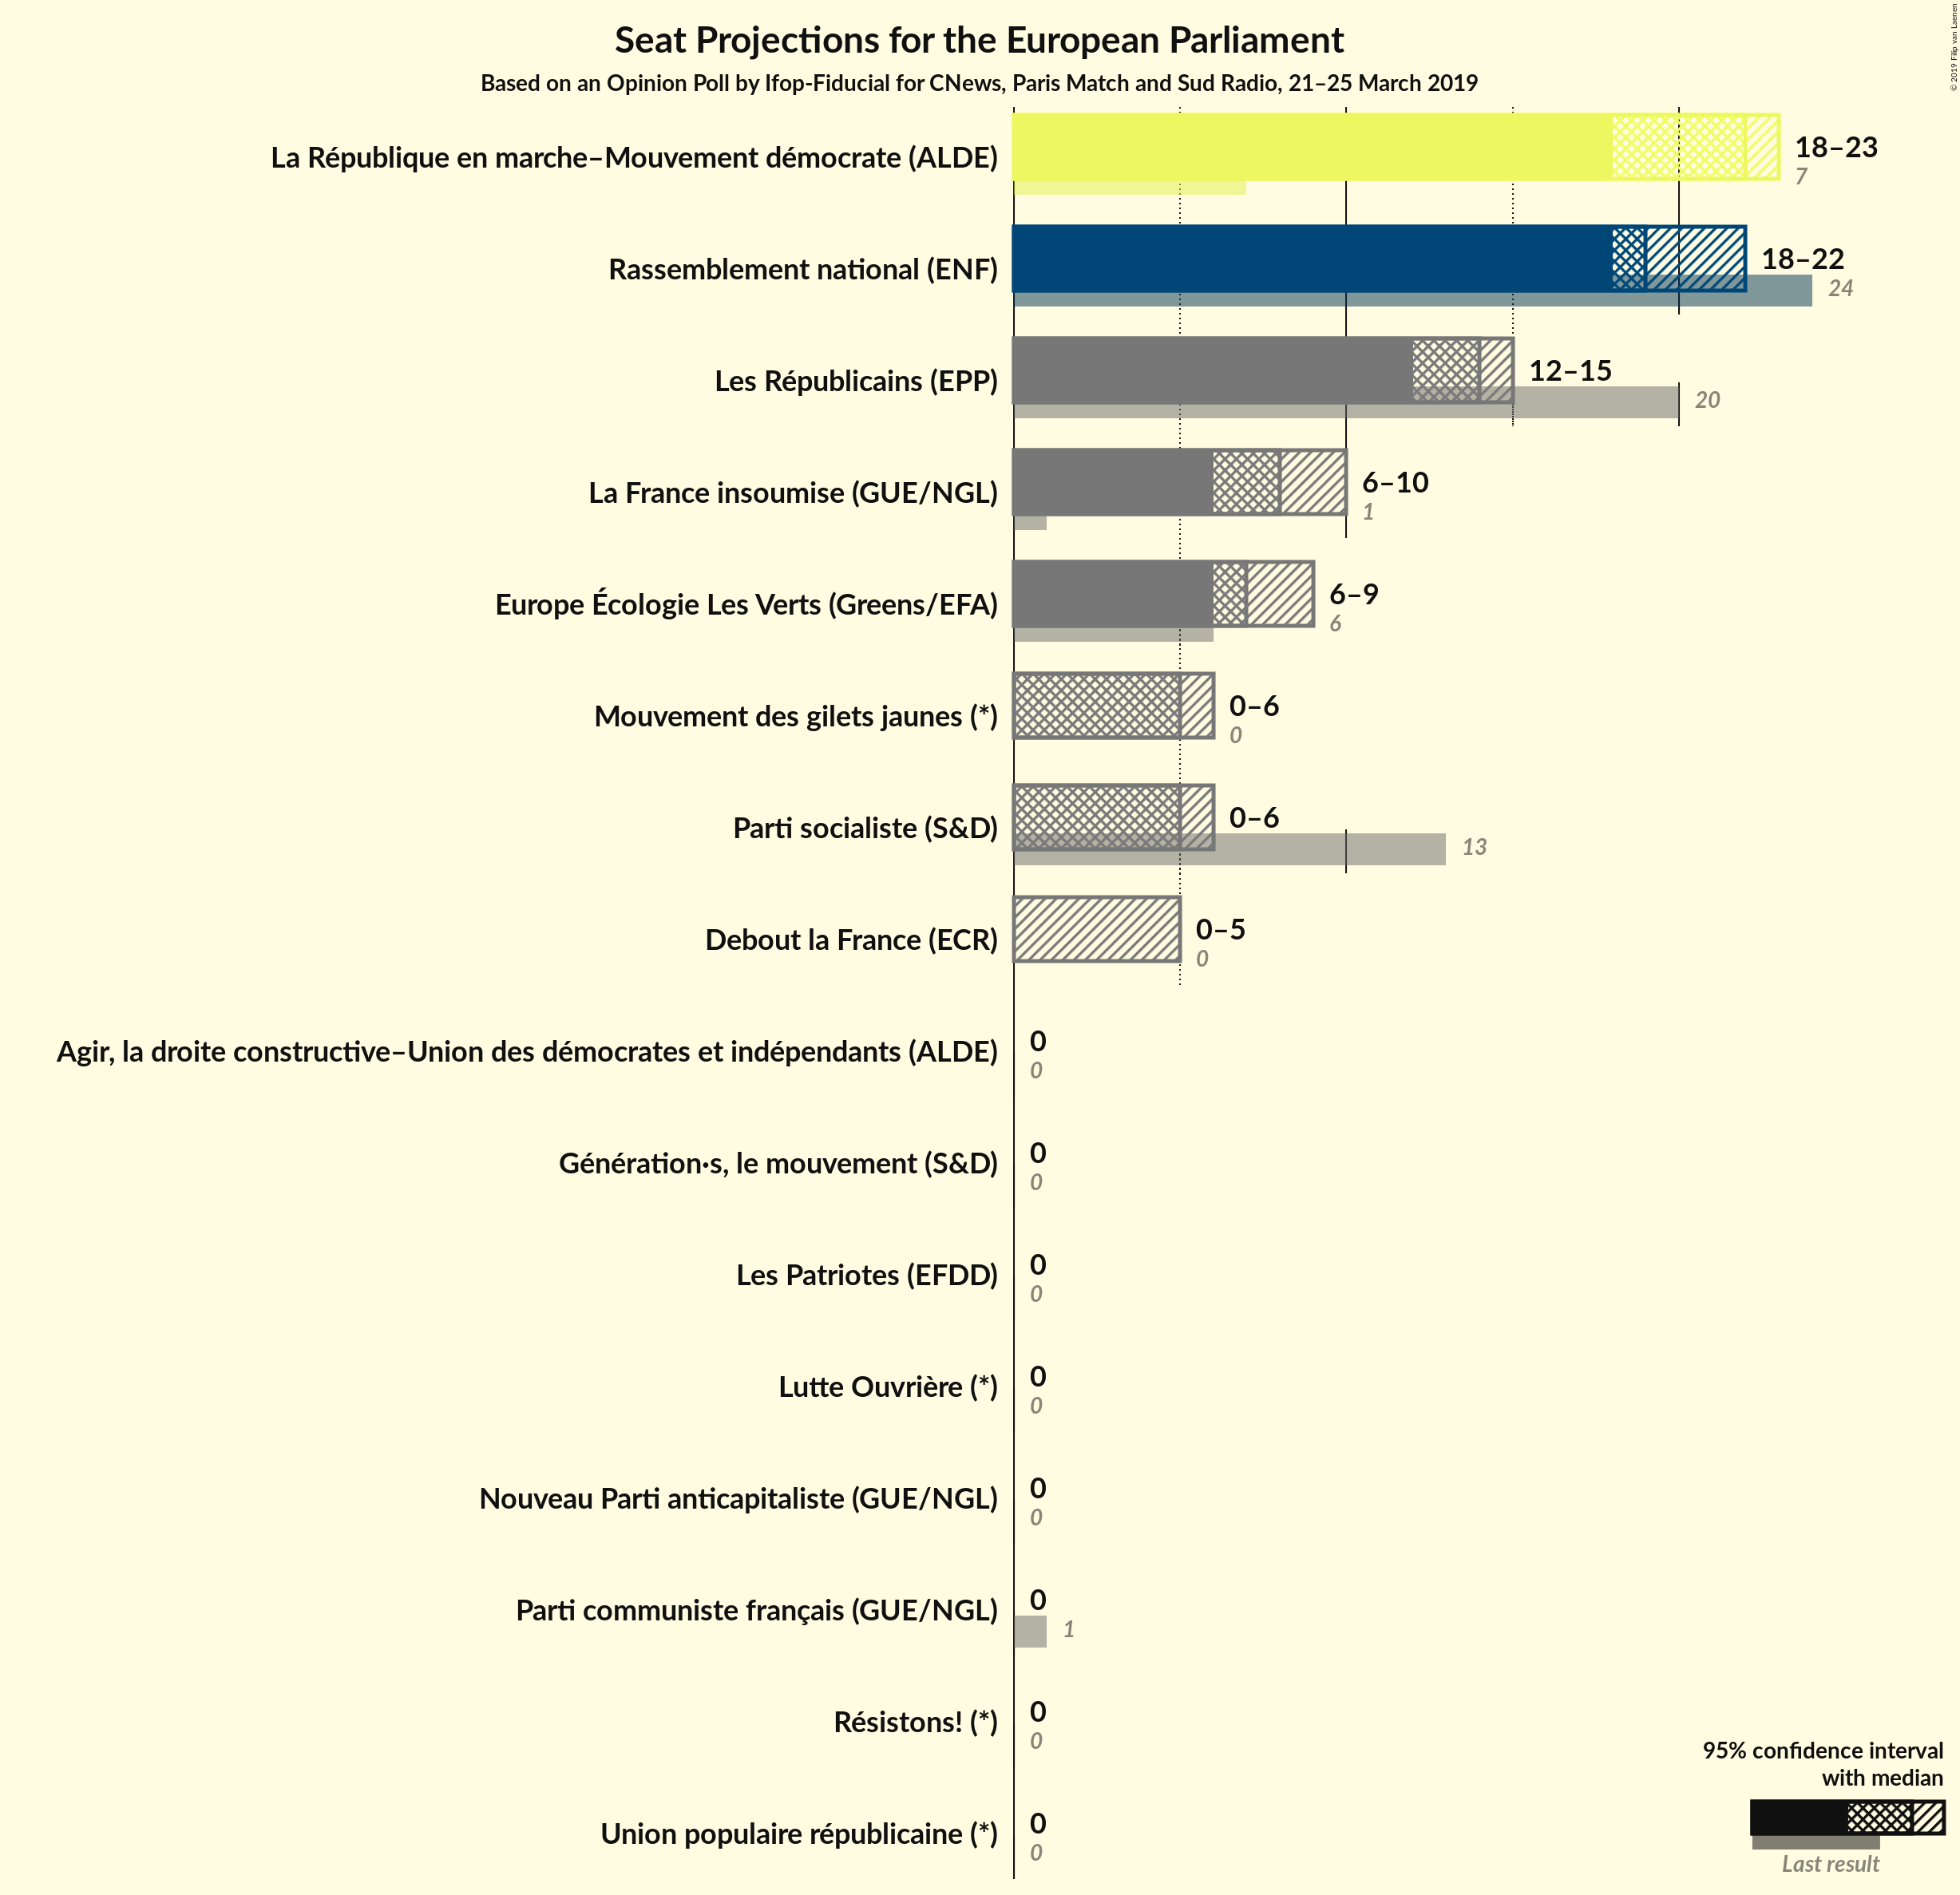 Seat Projections for the European Parliament
Based on an Opinion Poll by Ifop-Fiducial for CNews, Paris Match and Sud Radio, 21–25 March 2019
© 2019 Filip van Laenen
La République en marche–Mouvement démocrate (ALDE)
18–23
7
Rassemblement national (ENF)
18–22
24
Les Républicains (EPP)
12–15
20
La France insoumise (GUE/NGL)
6–10
1
Europe Écologie Les Verts (Greens/EFA)
6–9
6
Mouvement des gilets jaunes (*)
0–6
0
Parti socialiste (S&D)
0–6
13
Debout la France (ECR)
0–5
0
Agir, la droite constructive–Union des démocrates et indépendants (ALDE)
0
0
Génération·s, le mouvement (S&D)
0
0
Les Patriotes (EFDD)
0
0
Lutte Ouvrière (*)
0
0
Nouveau Parti anticapitaliste (GUE/NGL)
0
0
Parti communiste français (GUE/NGL)
0
1
Résistons! (*)
0
0
Union populaire républicaine (*)
0
0
95% confidence interval
with median
Last result